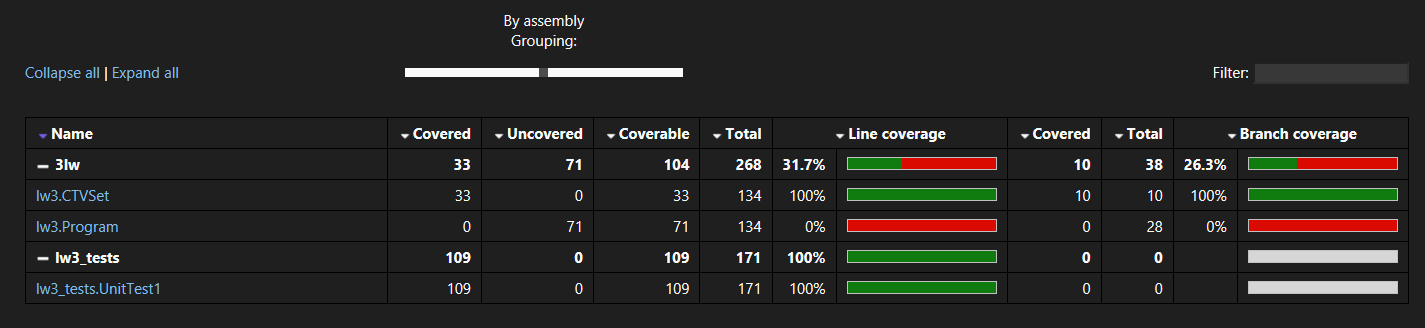 By assembly
Grouping:
Collapse all | Expand all
Filter:
Name Covered Uncovered Coverable Total Line coverage Covered Total Branch coverage
3lw 33 71 104 268 31.7% 10 38 26.3%
lw3.CTVSet 33 0 33 134 100% 10 10 100%
lw3.Program 0 71 71 134 0% 0 28 0%
lw3_tests 109 0 109 171 100% 0 0
lw3_tests.UnitTest1 109 0 109 171 100% 0 0